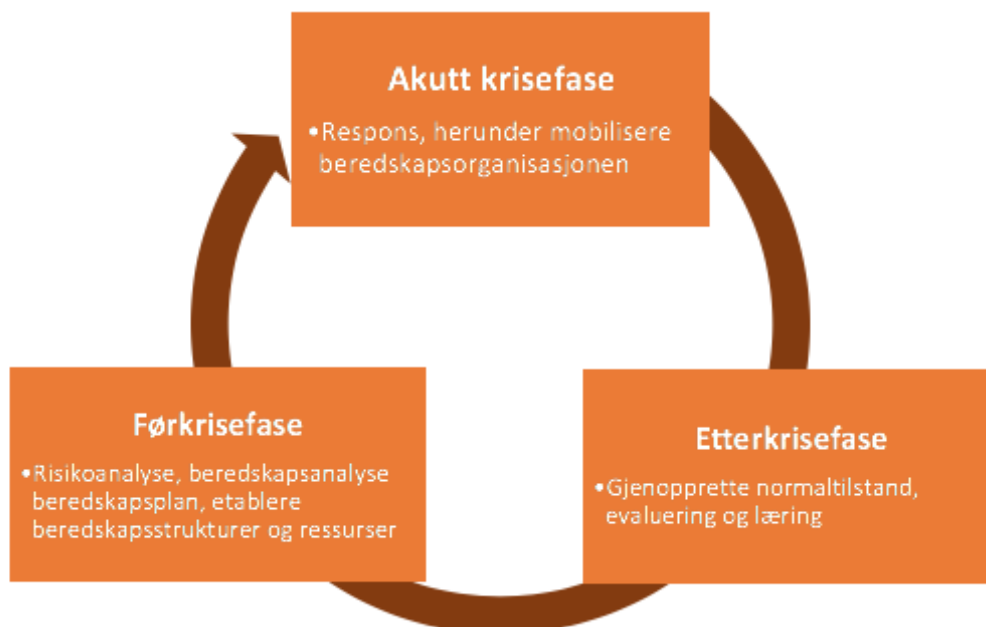 Akutt krisefase
•Respons, herunder mobilisere
beredskapsorganisasjonen
Førkrisefase
•Risikoanalyse, beredskapsanalyse
beredskapsplan, etablere
beredskapsstrukturer og ressurser
Etterkrisefase
•Gjenopprette normaltilstand,
evaluering og læring